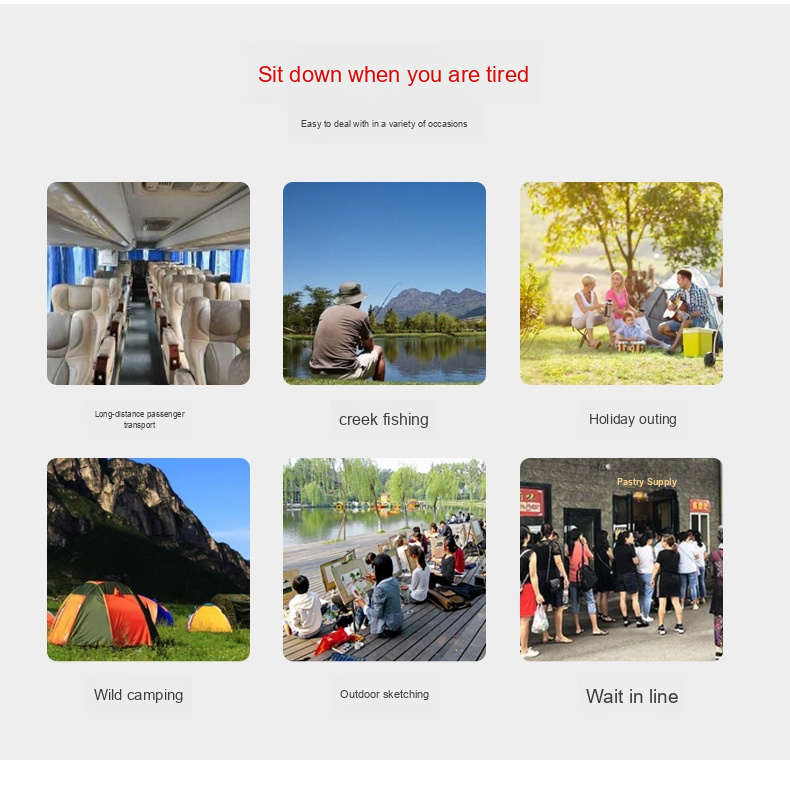 Sit down when you are tired
Easy to deal with in a variety of occasions
Long-distance passenger
transport
creek fishing
Holiday outing
Pastry Supply
Wild camping
Outdoor sketching
Wait in line